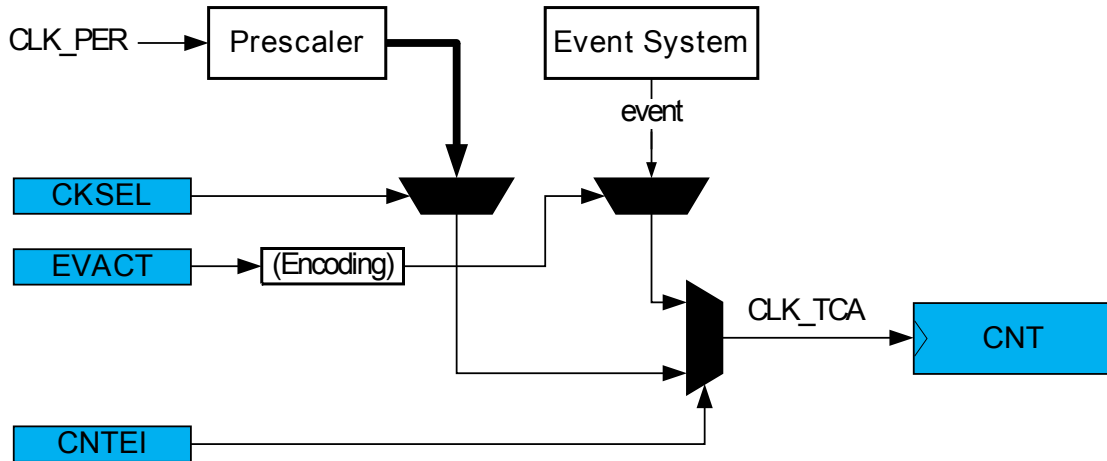 CLK_PER
Prescaler
Event System
event
CKSEL
EVACT
(Encoding)
CLK_TCA
CNT
CNTEI